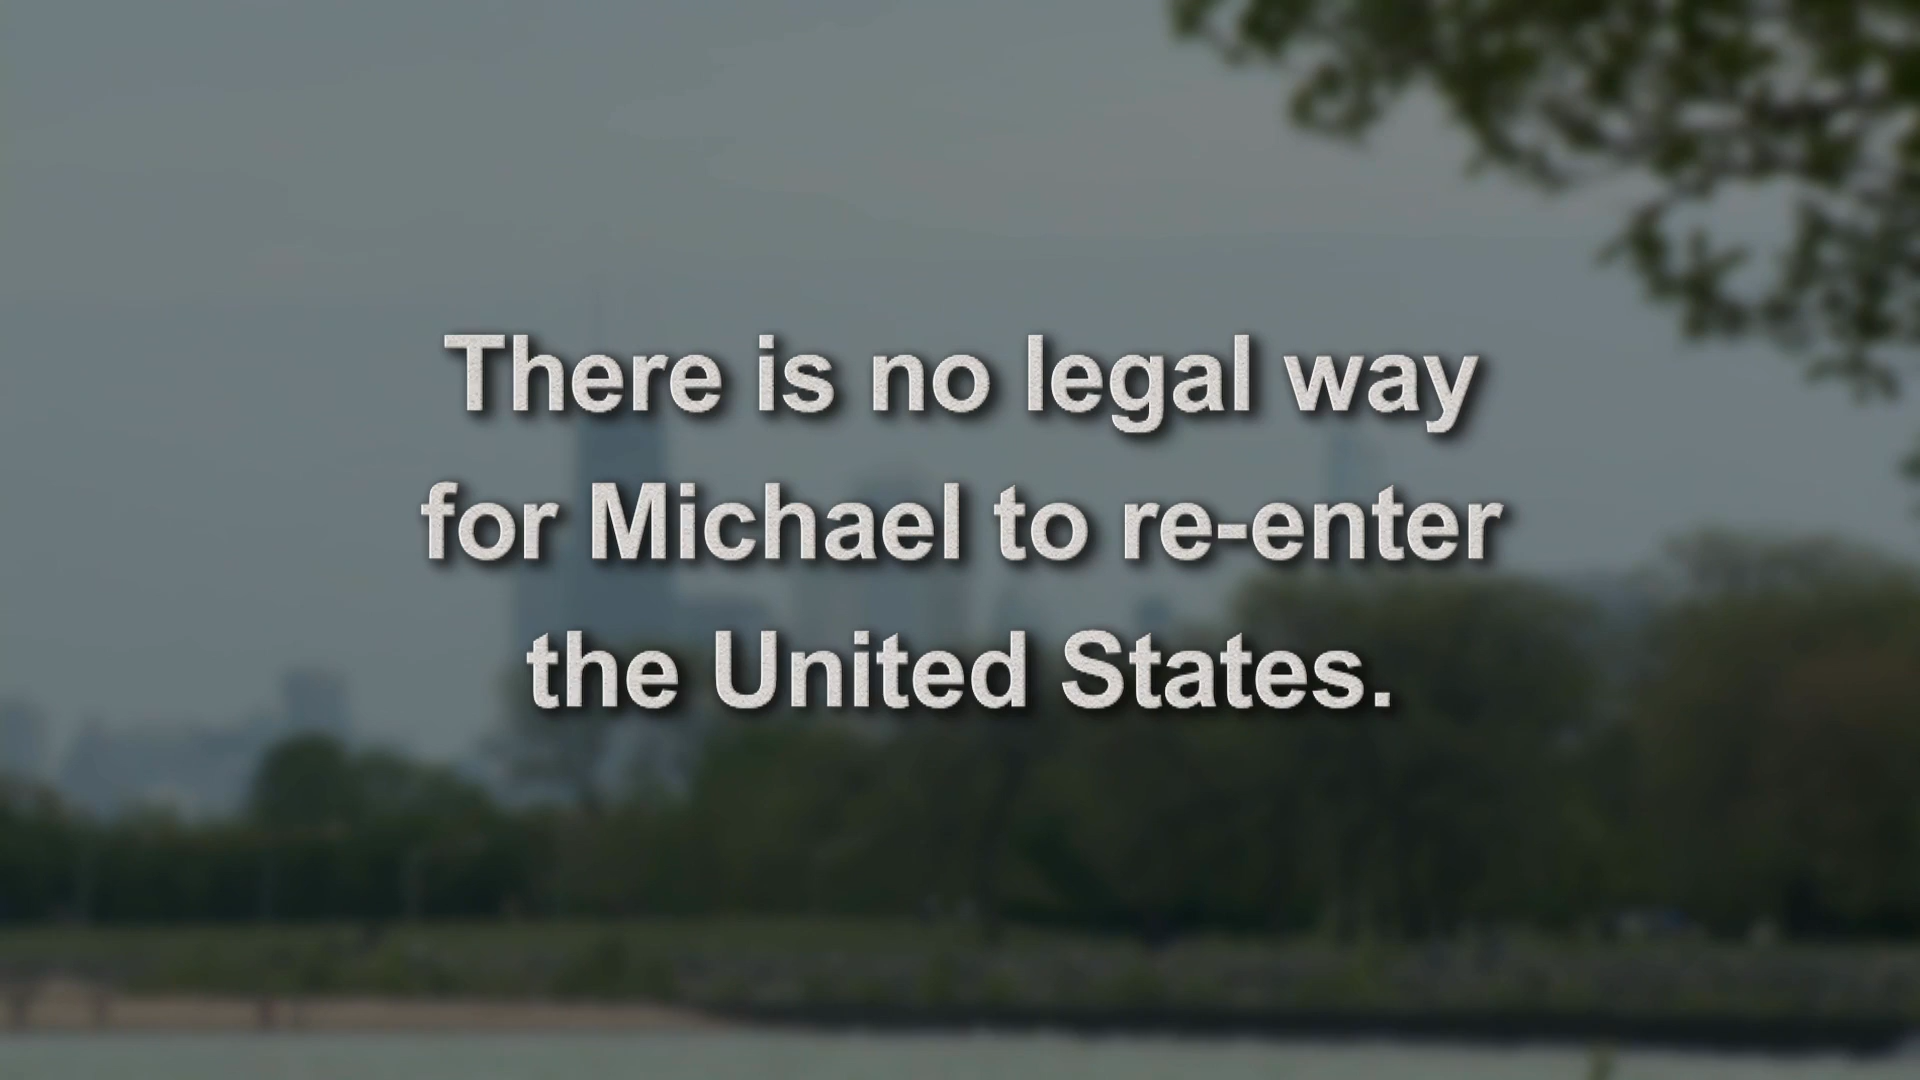 There is no legal way
for Michael to re-enter
the United States.